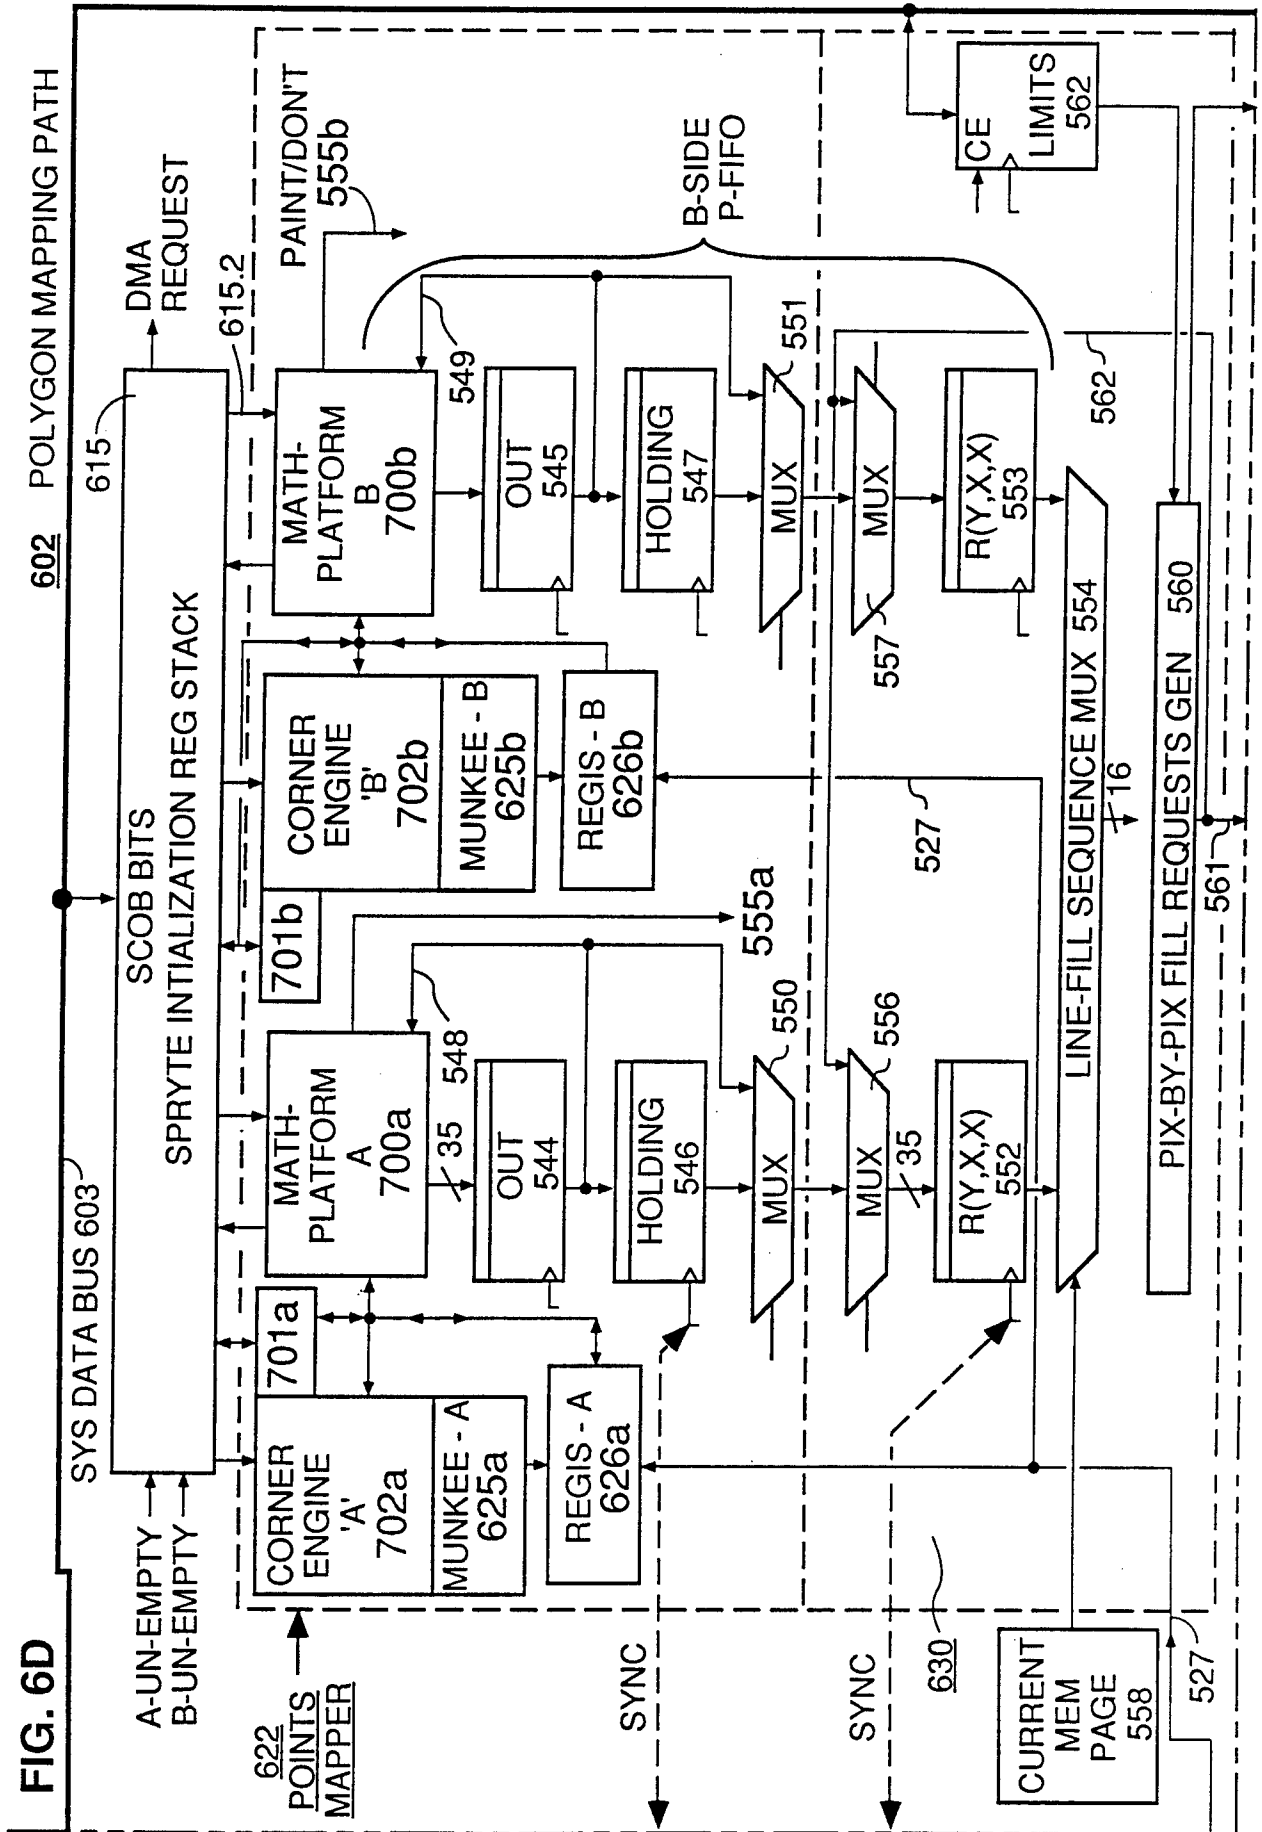 FIG. 6D
602 POLYGON MAPPING PATH
SYS DATA BUS 603
615
DMA
REQUEST
A-UN-EMPTY
B-UN-EMPTY
SCOB BITS
SPRYTE INTIALIZATION REG STACK
615.2
622
POINTS
MAPPER
CORNER
ENGINE
'A'
702a
MUNKEE - A
625a
701a
REGIS - A
626a
MATH-
PLATFORM
A
700a
35
548
OUT
544
HOLDING
546
MUX
550
555a
701b
CORNER
ENGINE
'B'
702b
MUNKEE - B
625b
REGIS - B
626b
MATH-
PLATFORM
B
700b
PAINT/DON'T
555b
549
OUT
545
HOLDING
547
MUX
551
B-SIDE
P-FIFO
SYNC
SYNC
630
MUX
556
35
R(Y,X,X)
552
527
557
MUX
R(Y,X,X)
553
562
CE
LIMITS
562
CURRENT
MEM
PAGE
558
527
LINE-FILL SEQUENCE MUX 554
16
PIX-BY-PIX FILL REQUESTS GEN 560
561